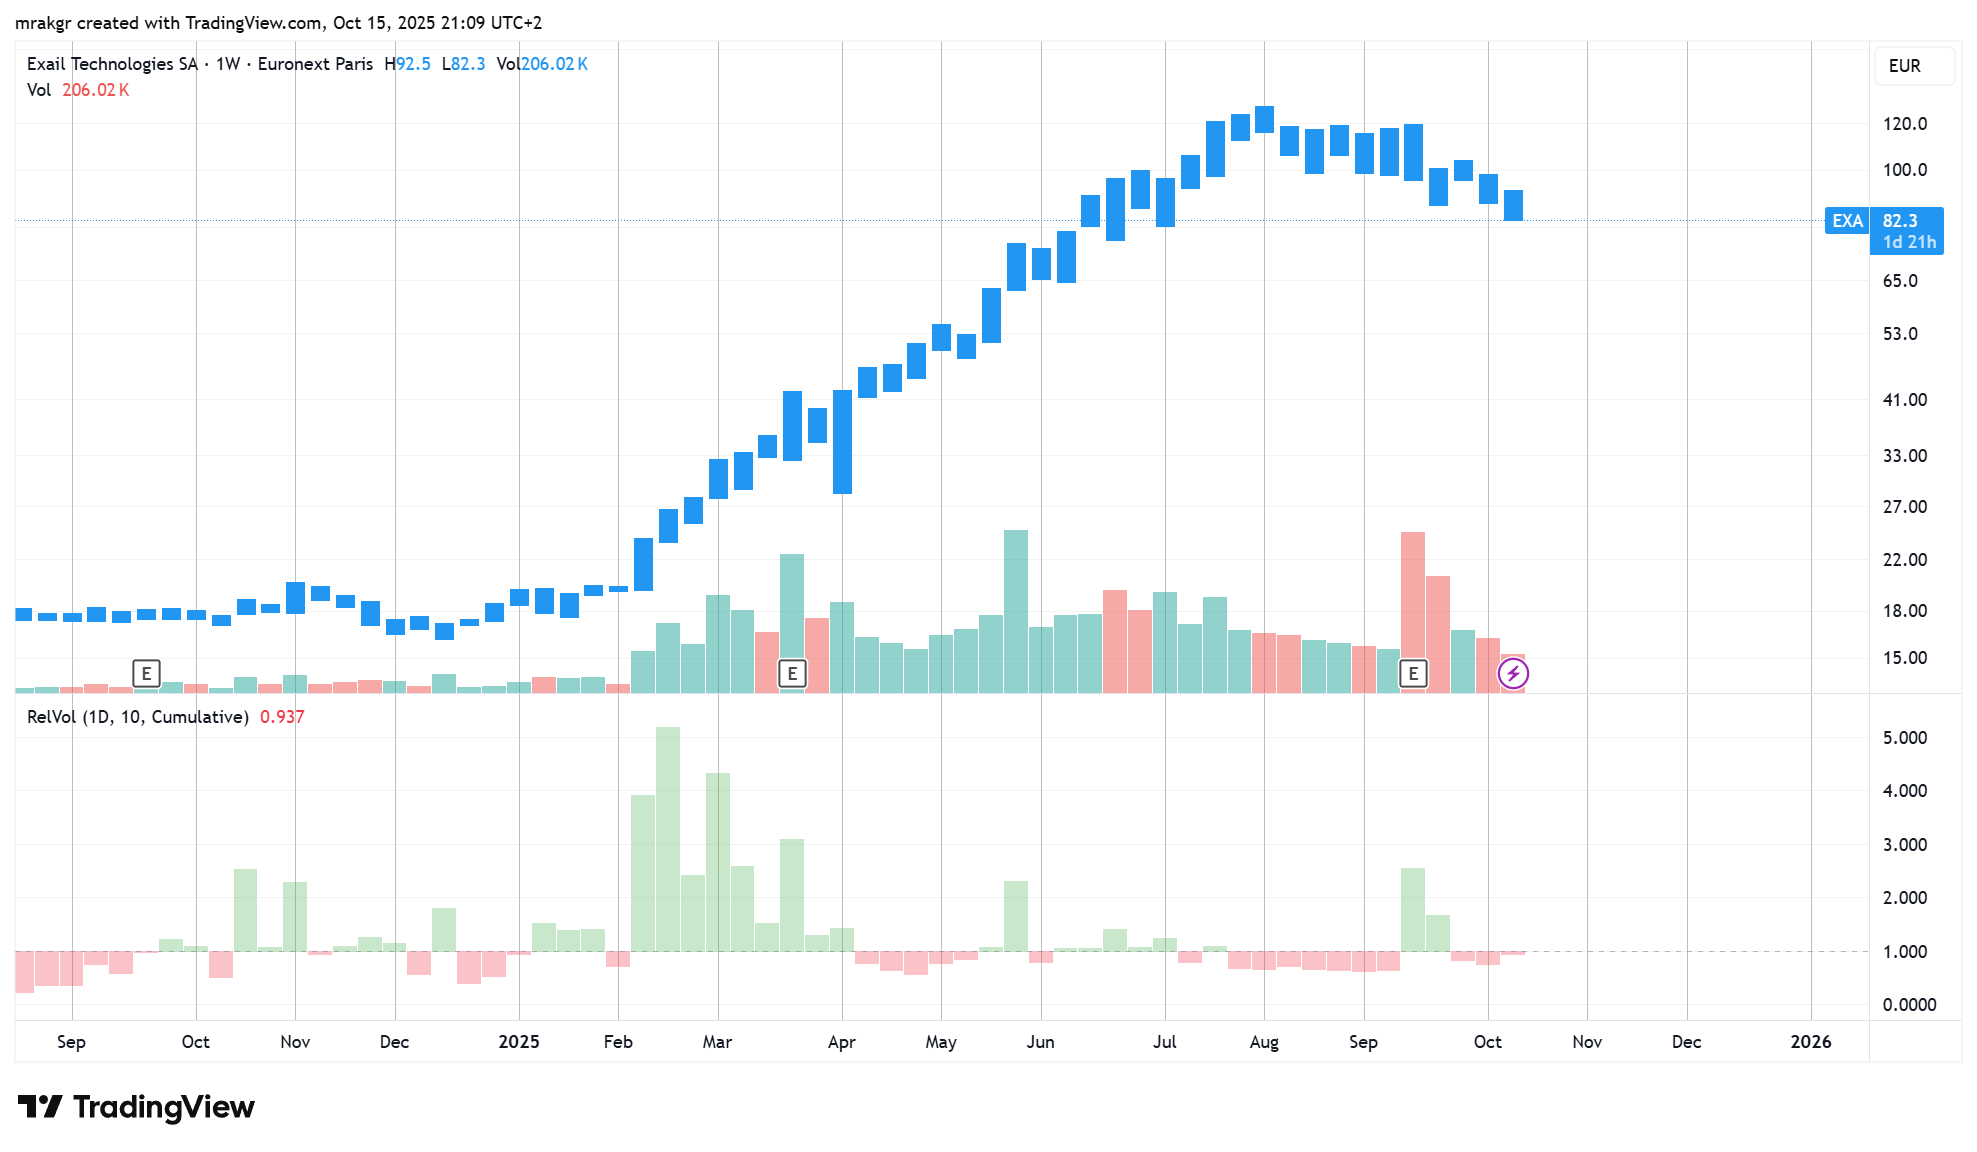 mrakgr created with TradingView.com, Oct 15, 2025 21:09 UTC+2
Exail Technologies SA · 1W · Euronext Paris H92.5 L82.3 Vol206.02 K
Vol 206.02 K
EUR
120.0
100.0
EXA 82.3
1d 21h
65.0
53.0
41.00
33.00
27.00
22.00
18.00
15.00
E E E
RelVol (1D, 10, Cumulative) 0.937
5.000
4.000
3.000
2.000
1.000
0.0000
Sep Oct Nov Dec 2025 Feb Mar Apr May Jun Jul Aug Sep Oct Nov Dec 2026
TradingView